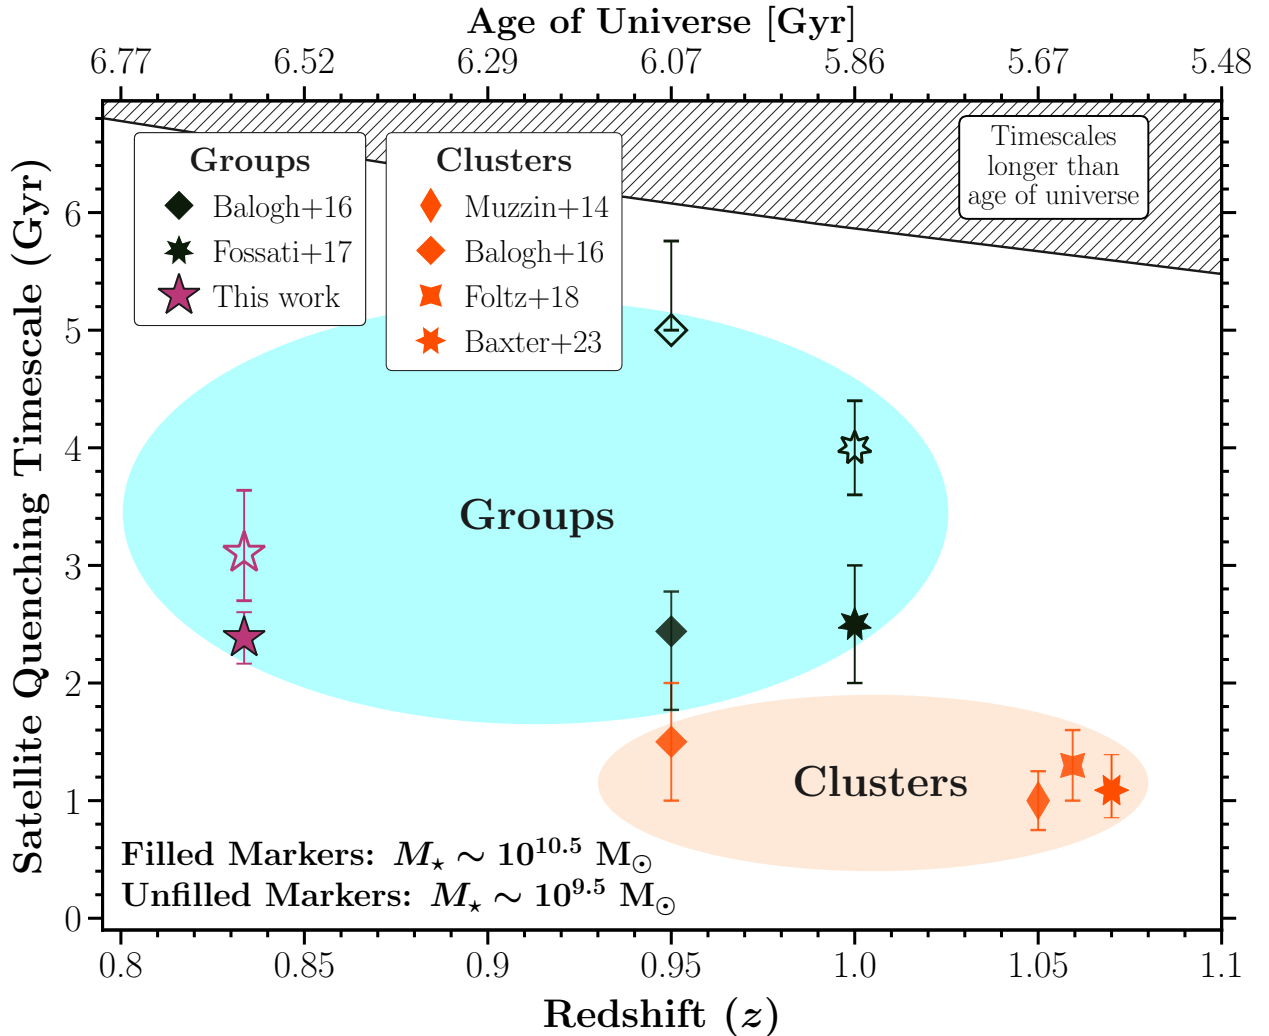 Age of Universe [Gyr]
6.77 6.52 6.29 6.07 5.86 5.67 5.48
Timescales
longer than
age of universe
Groups
Balogh+16
Fossati+17
This work
Clusters
Muzzin+14
Balogh+16
Foltz+18
Baxter+23
Satellite Quenching Timescale (Gyr)
6
5
4
3
2
1
0
Groups
Clusters
Filled Markers: M⋆ ∼ 10^10.5 M⊙
Unfilled Markers: M⋆ ∼ 10^9.5 M⊙
0.8 0.85 0.9 0.95 1.0 1.05 1.1
Redshift (z)